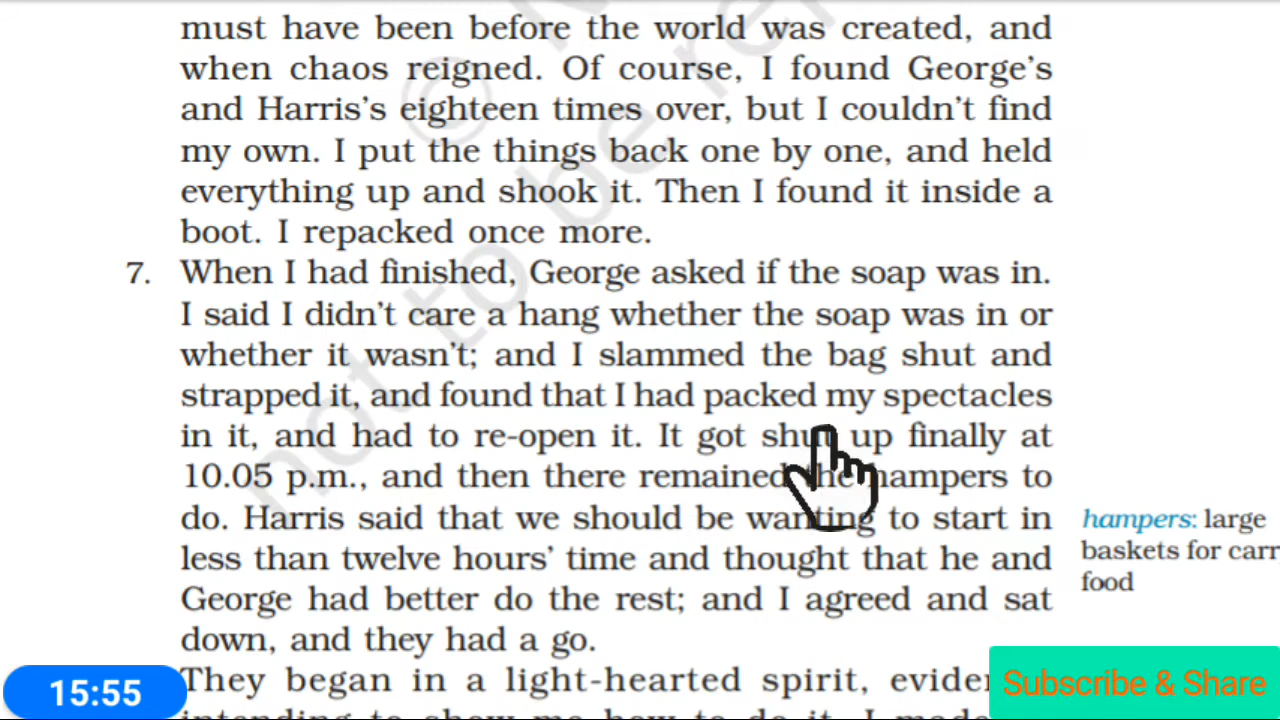 must have been before the world was created, and
when chaos reigned. Of course, I found George's
and Harris's eighteen times over, but I couldn't find
my own. I put the things back one by one, and held
everything up and shook it. Then I found it inside a
boot. I repacked once more.
7. When I had finished, George asked if the soap was in.
I said I didn't care a hang whether the soap was in or
whether it wasn't; and I slammed the bag shut and
strapped it, and found that I had packed my spectacles
in it, and had to re-open it. It got shut up finally at
10.05 p.m., and then there remained the hampers to
do. Harris said that we should be wanting to start in
less than twelve hours' time and thought that he and
George had better do the rest; and I agreed and sat
down, and they had a go.
They began in a light-hearted spirit,
hampers: large
baskets for
food
not to be
15:55
Subscribe & Share